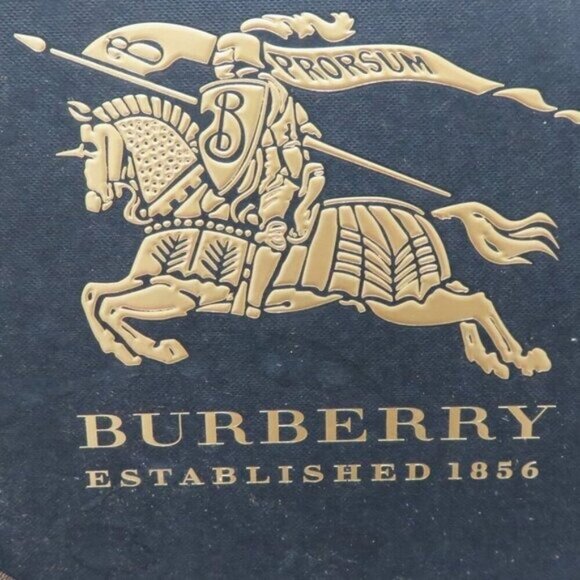 B
PRORSUM
B
BURBERRY
ESTABLISHED 1856